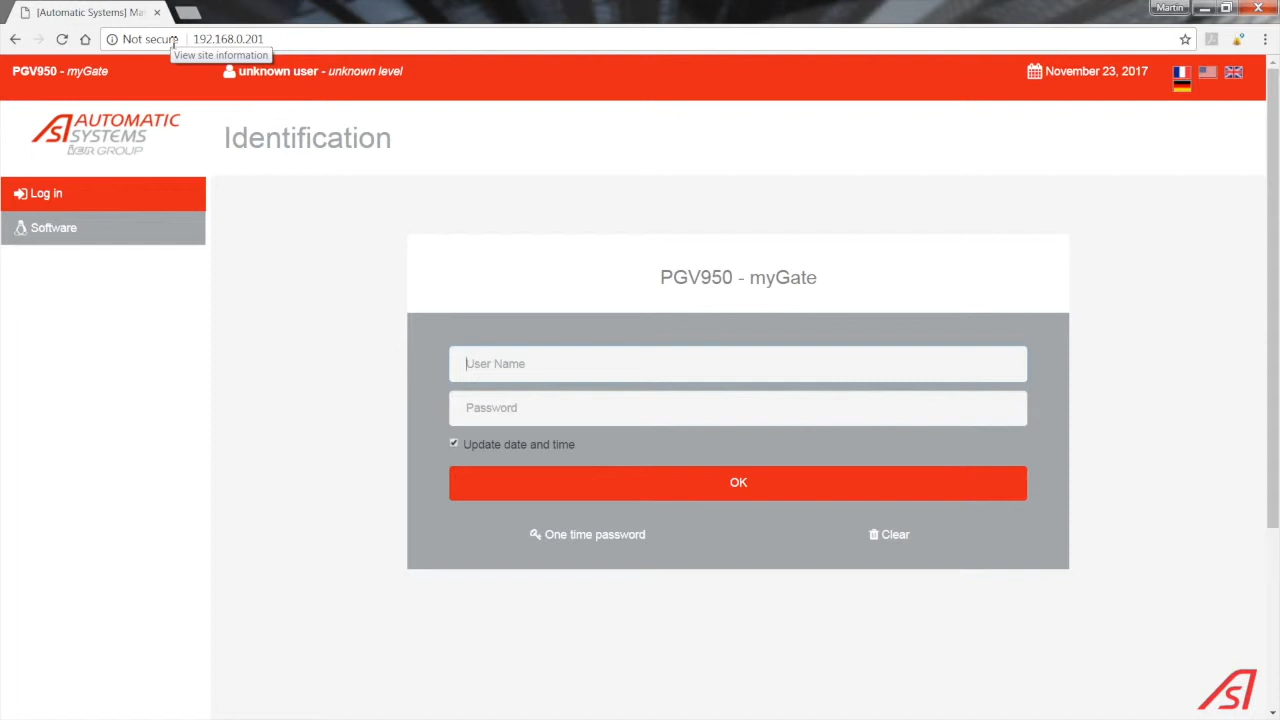 [Automatic Systems] Ma
Martin
Not secure
192.168.0.201
View site information
PGV950 - myGate
unknown user - unknown level
November 23, 2017
AUTOMATIC
SYSTEMS
GROUP
Identification
Log in
Software
PGV950 - myGate
User Name
Password
Update date and time
OK
One time password
Clear